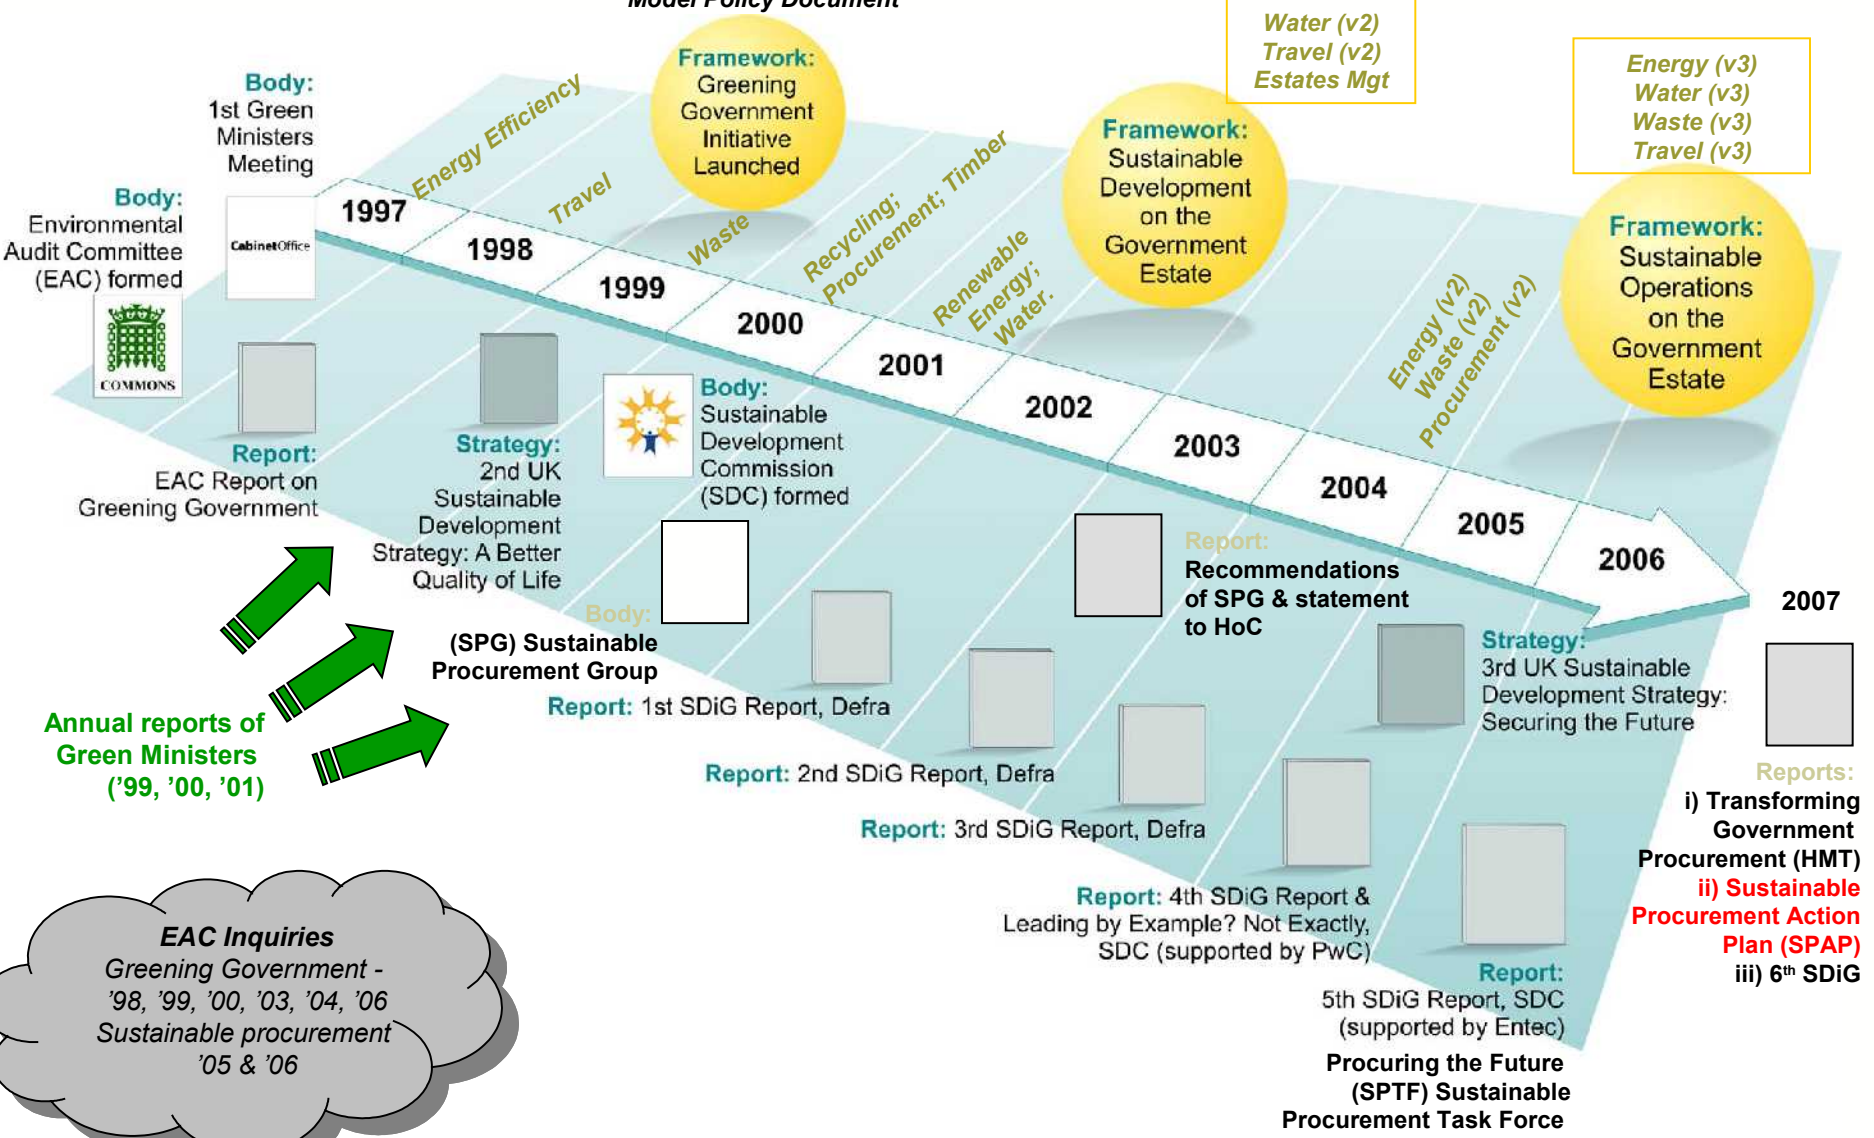 Model Policy Document
Water (v2)
Travel (v2)
Estates Mgt
Energy (v3)
Water (v3)
Waste (v3)
Travel (v3)
Body:
1st Green
Ministers
Meeting
Body:
Environmental
Audit Committee
(EAC) formed
CabinetOffice
COMMONS
Energy Efficiency
Travel
Framework:
Greening
Government
Initiative
Launched
Waste
Recycling;
Procurement; Timber
Renewable
Energy;
Water.
Framework:
Sustainable
Development
on the
Government
Estate
Energy (v2)
Waste (v2)
Procurement (v2)
Framework:
Sustainable
Operations
on the
Government
Estate
1997
1998
1999
2000
2001
2002
2003
2004
2005
2006
2007
Report:
EAC Report on
Greening Government
Strategy:
2nd UK
Sustainable
Development
Strategy: A Better
Quality of Life
Body:
Sustainable
Development
Commission
(SDC) formed
Body:
(SPG) Sustainable
Procurement Group
Report:
Recommendations
of SPG & statement
to HoC
Strategy:
3rd UK Sustainable
Development Strategy:
Securing the Future
Report: 1st SDiG Report, Defra
Report: 2nd SDiG Report, Defra
Report: 3rd SDiG Report, Defra
Report: 4th SDiG Report &
Leading by Example? Not Exactly,
SDC (supported by PwC)
Report:
5th SDiG Report, SDC
(supported by Entec)
Procuring the Future
(SPTF) Sustainable
Procurement Task Force
Reports:
i) Transforming
Government
Procurement (HMT)
ii) Sustainable
Procurement Action
Plan (SPAP)
iii) 6th SDiG
Annual reports of
Green Ministers
('99, '00, '01)
EAC Inquiries
Greening Government -
'98, '99, '00, '03, '04, '06
Sustainable procurement
'05 & '06